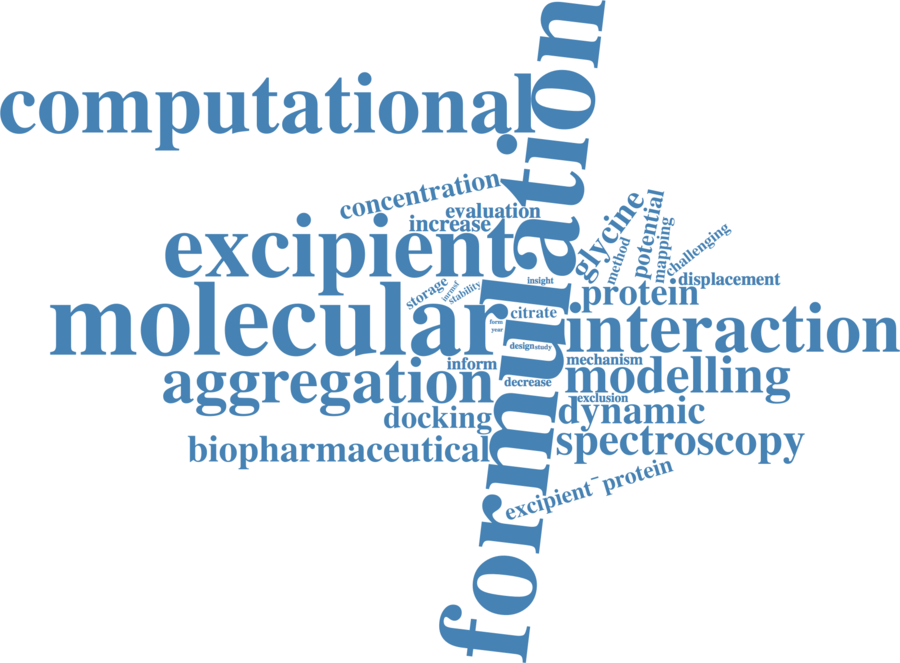 formulation
computational
concentration
evaluation
increase
excipient
glycine
method
potential
mapping
challenging
displacement
protein
insight
storage
stability
citrate
molecular
form
year
interaction
design
study
inform
mechanism
aggregation
decrease
modelling
exclusion
docking
dynamic
biopharmaceutical
spectroscopy
excipient-protein